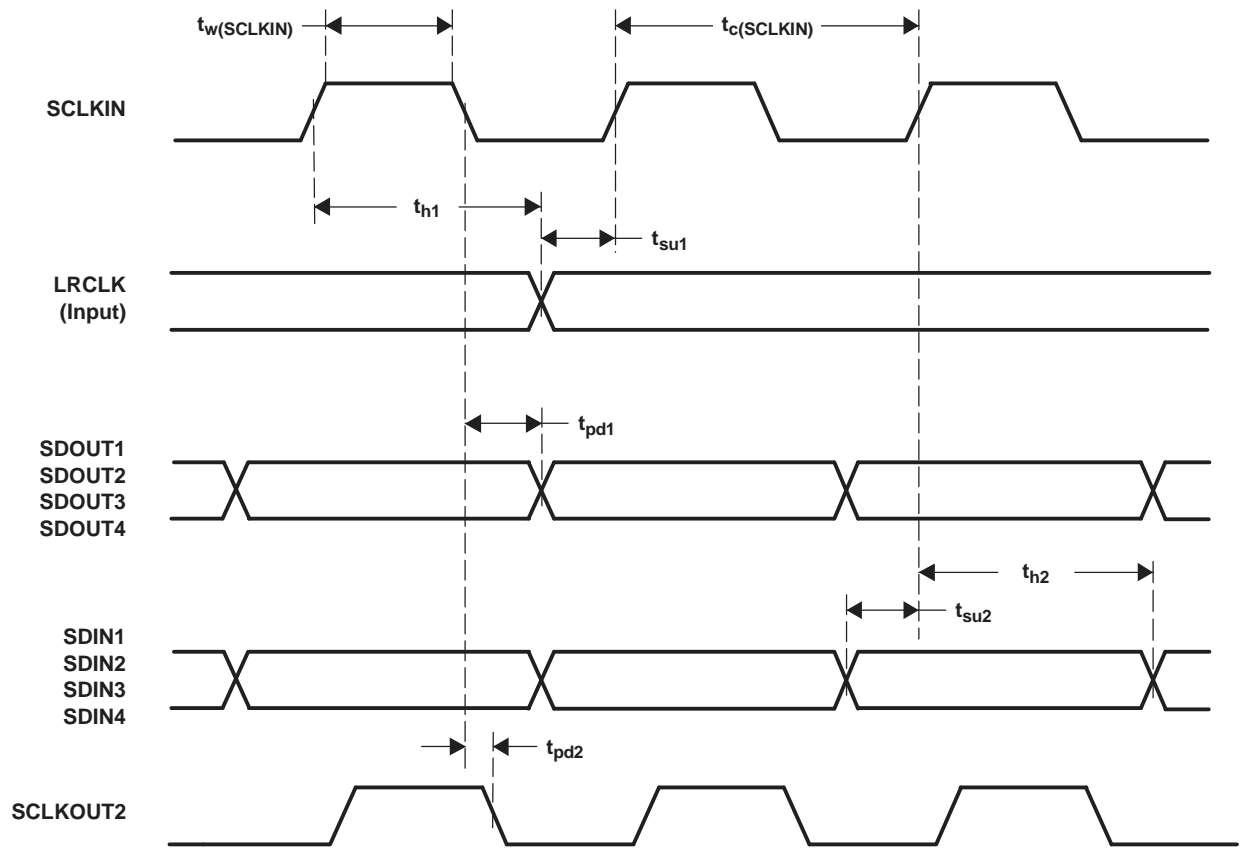 tw(SCLKIN)
tc(SCLKIN)
SCLKIN
th1
tsu1
LRCLK
(Input)
tpd1
SDOUT1
SDOUT2
SDOUT3
SDOUT4
th2
tsu2
SDIN1
SDIN2
SDIN3
SDIN4
tpd2
SCLKOUT2